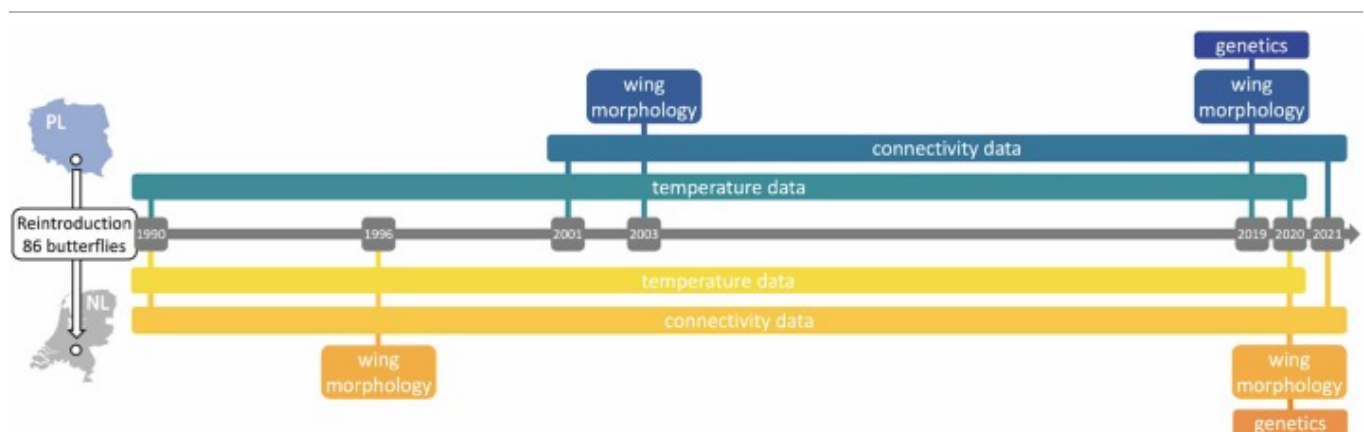 genetics
wing
morphology
wing
morphology
PL
connectivity data
temperature data
Reintroduction
86 butterflies
1990
1996
2001
2003
2019
2020
2021
temperature data
NL
connectivity data
wing
morphology
wing
morphology
genetics